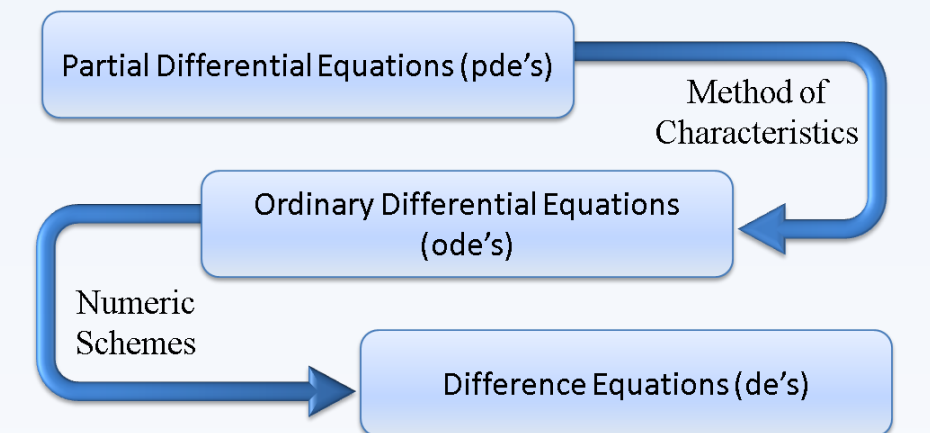 Partial Differential Equations (pde's)
Method of
Characteristics
Ordinary Differential Equations
(ode's)
Numeric
Schemes
Difference Equations (de's)